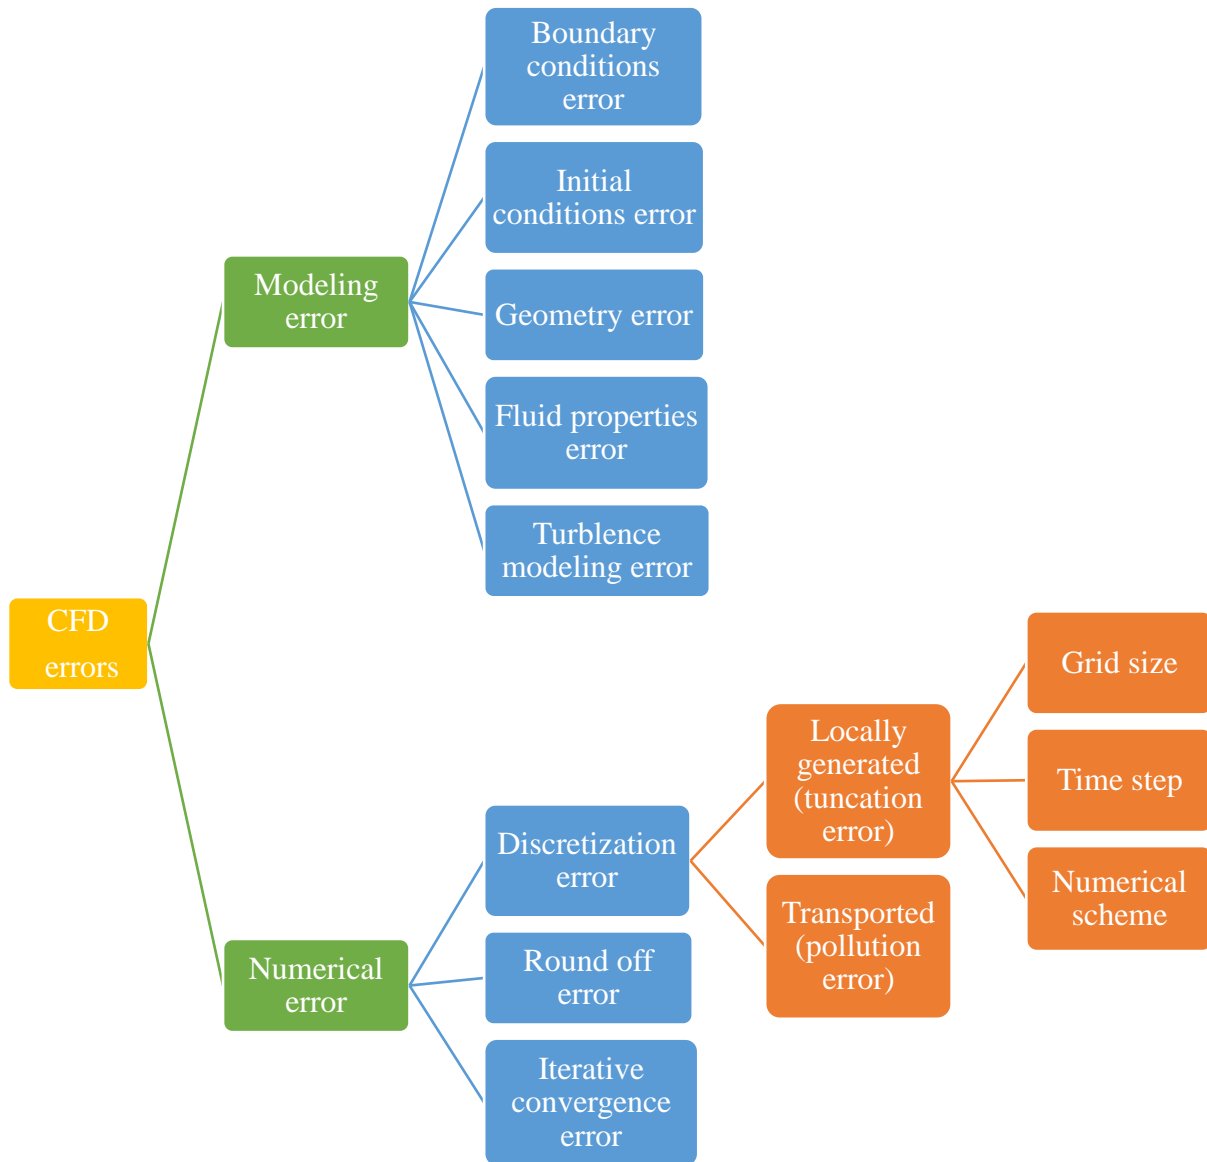 Boundary
conditions
error
Initial
conditions error
Modeling
error
Geometry error
Fluid properties
error
Turblence
modeling error
CFD
errors
Grid size
Locally
generated
(tuncation
error)
Time step
Discretization
error
Numerical
scheme
Transported
(pollution
error)
Numerical
error
Round off
error
Iterative
convergence
error